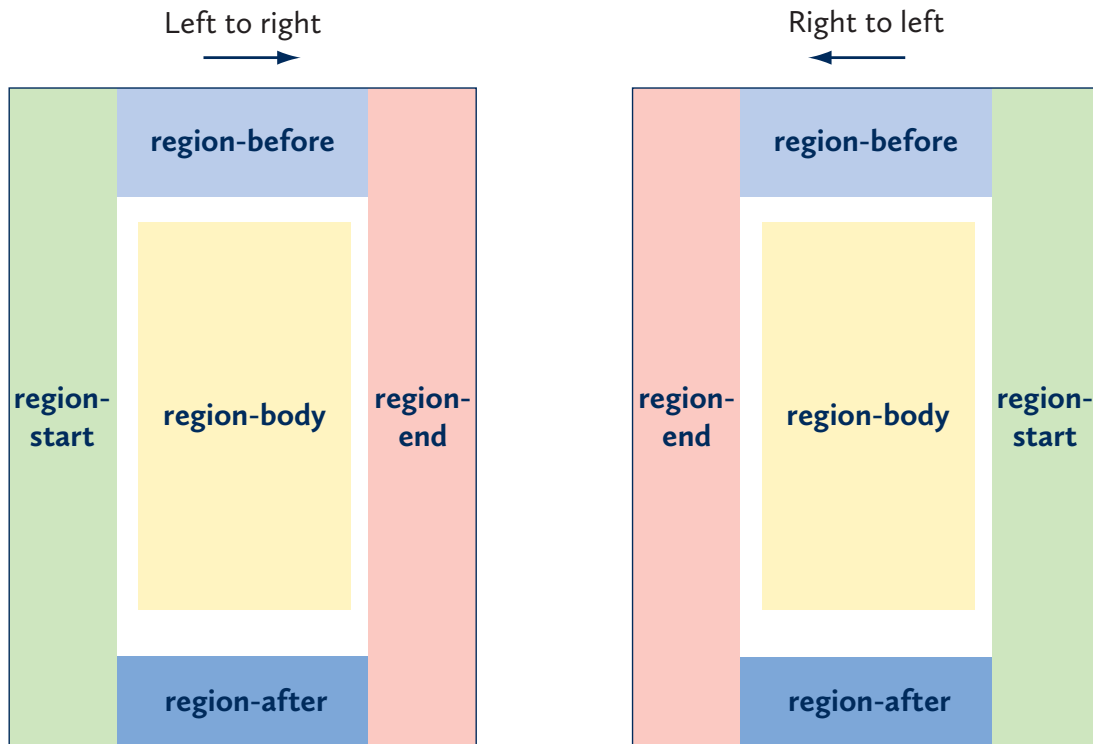 Left to right
region-before
region-
start
region-body
region-
end
region-after
Right to left
region-before
region-
end
region-body
region-
start
region-after